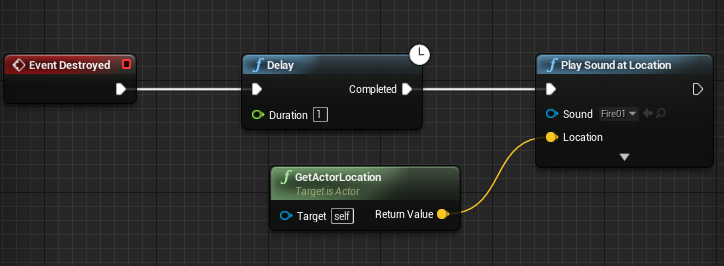 Event Destroyed
f Delay
Completed
Duration 1
f Play Sound at Location
Sound Fire01
Location
f GetActorLocation
Target is Actor
Target self Return Value